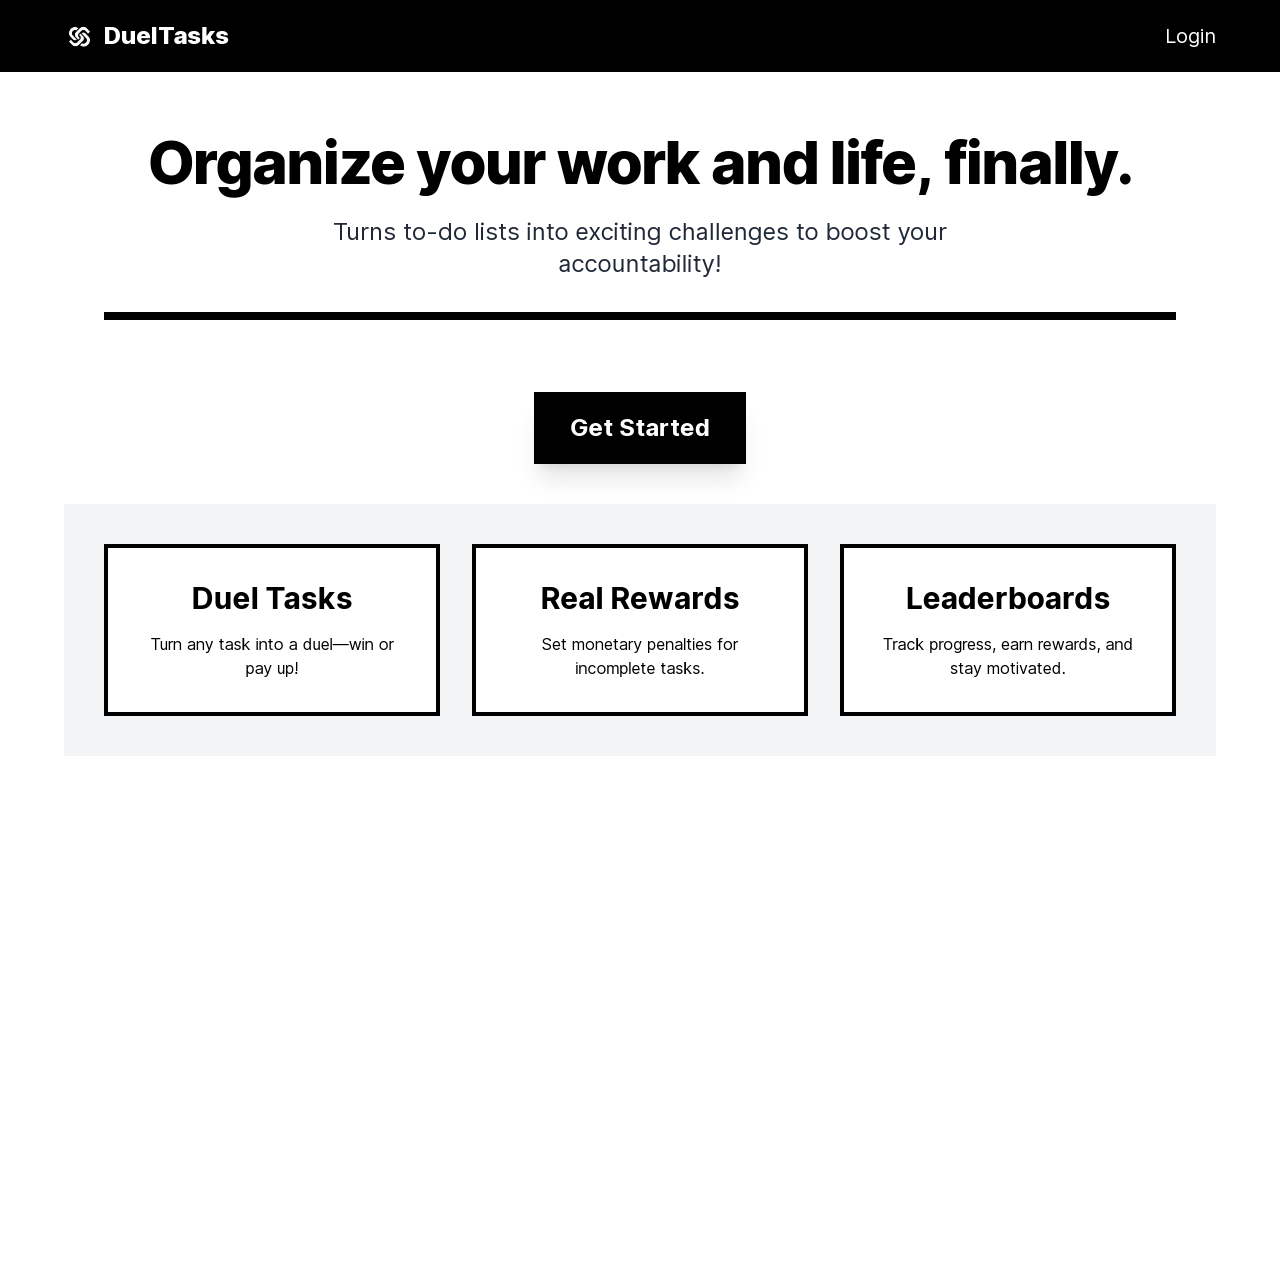 DuelTasks
Login
Organize your work and life, finally.
Turns to-do lists into exciting challenges to boost your
accountability!
Get Started
Duel Tasks
Turn any task into a duel—win or
pay up!
Real Rewards
Set monetary penalties for
incomplete tasks.
Leaderboards
Track progress, earn rewards, and
stay motivated.